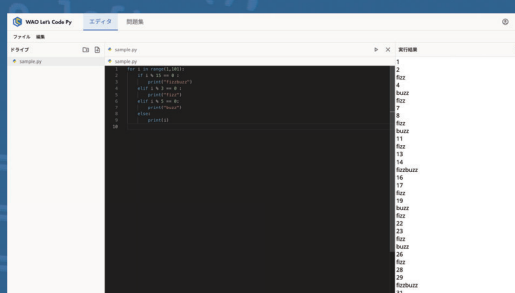 WAO Let's Code Py
エディタ
問題集
ファイル 編集
ドライブ
sample.py
sample.py
実行結果
sample.py
1 for i in range(1,101):
2 if i % 15 == 0 :
3 print("fizzbuzz")
4 elif i % 3 == 0 :
5 print("fizz")
6 elif i % 5 == 0:
7 print("buzz")
8 else:
9 print(i)
10
1
2
fizz
4
buzz
fizz
7
8
fizz
buzz
11
fizz
13
14
fizzbuzz
16
17
fizz
19
buzz
fizz
22
23
fizz
buzz
26
fizz
28
29
fizzbuzz
31